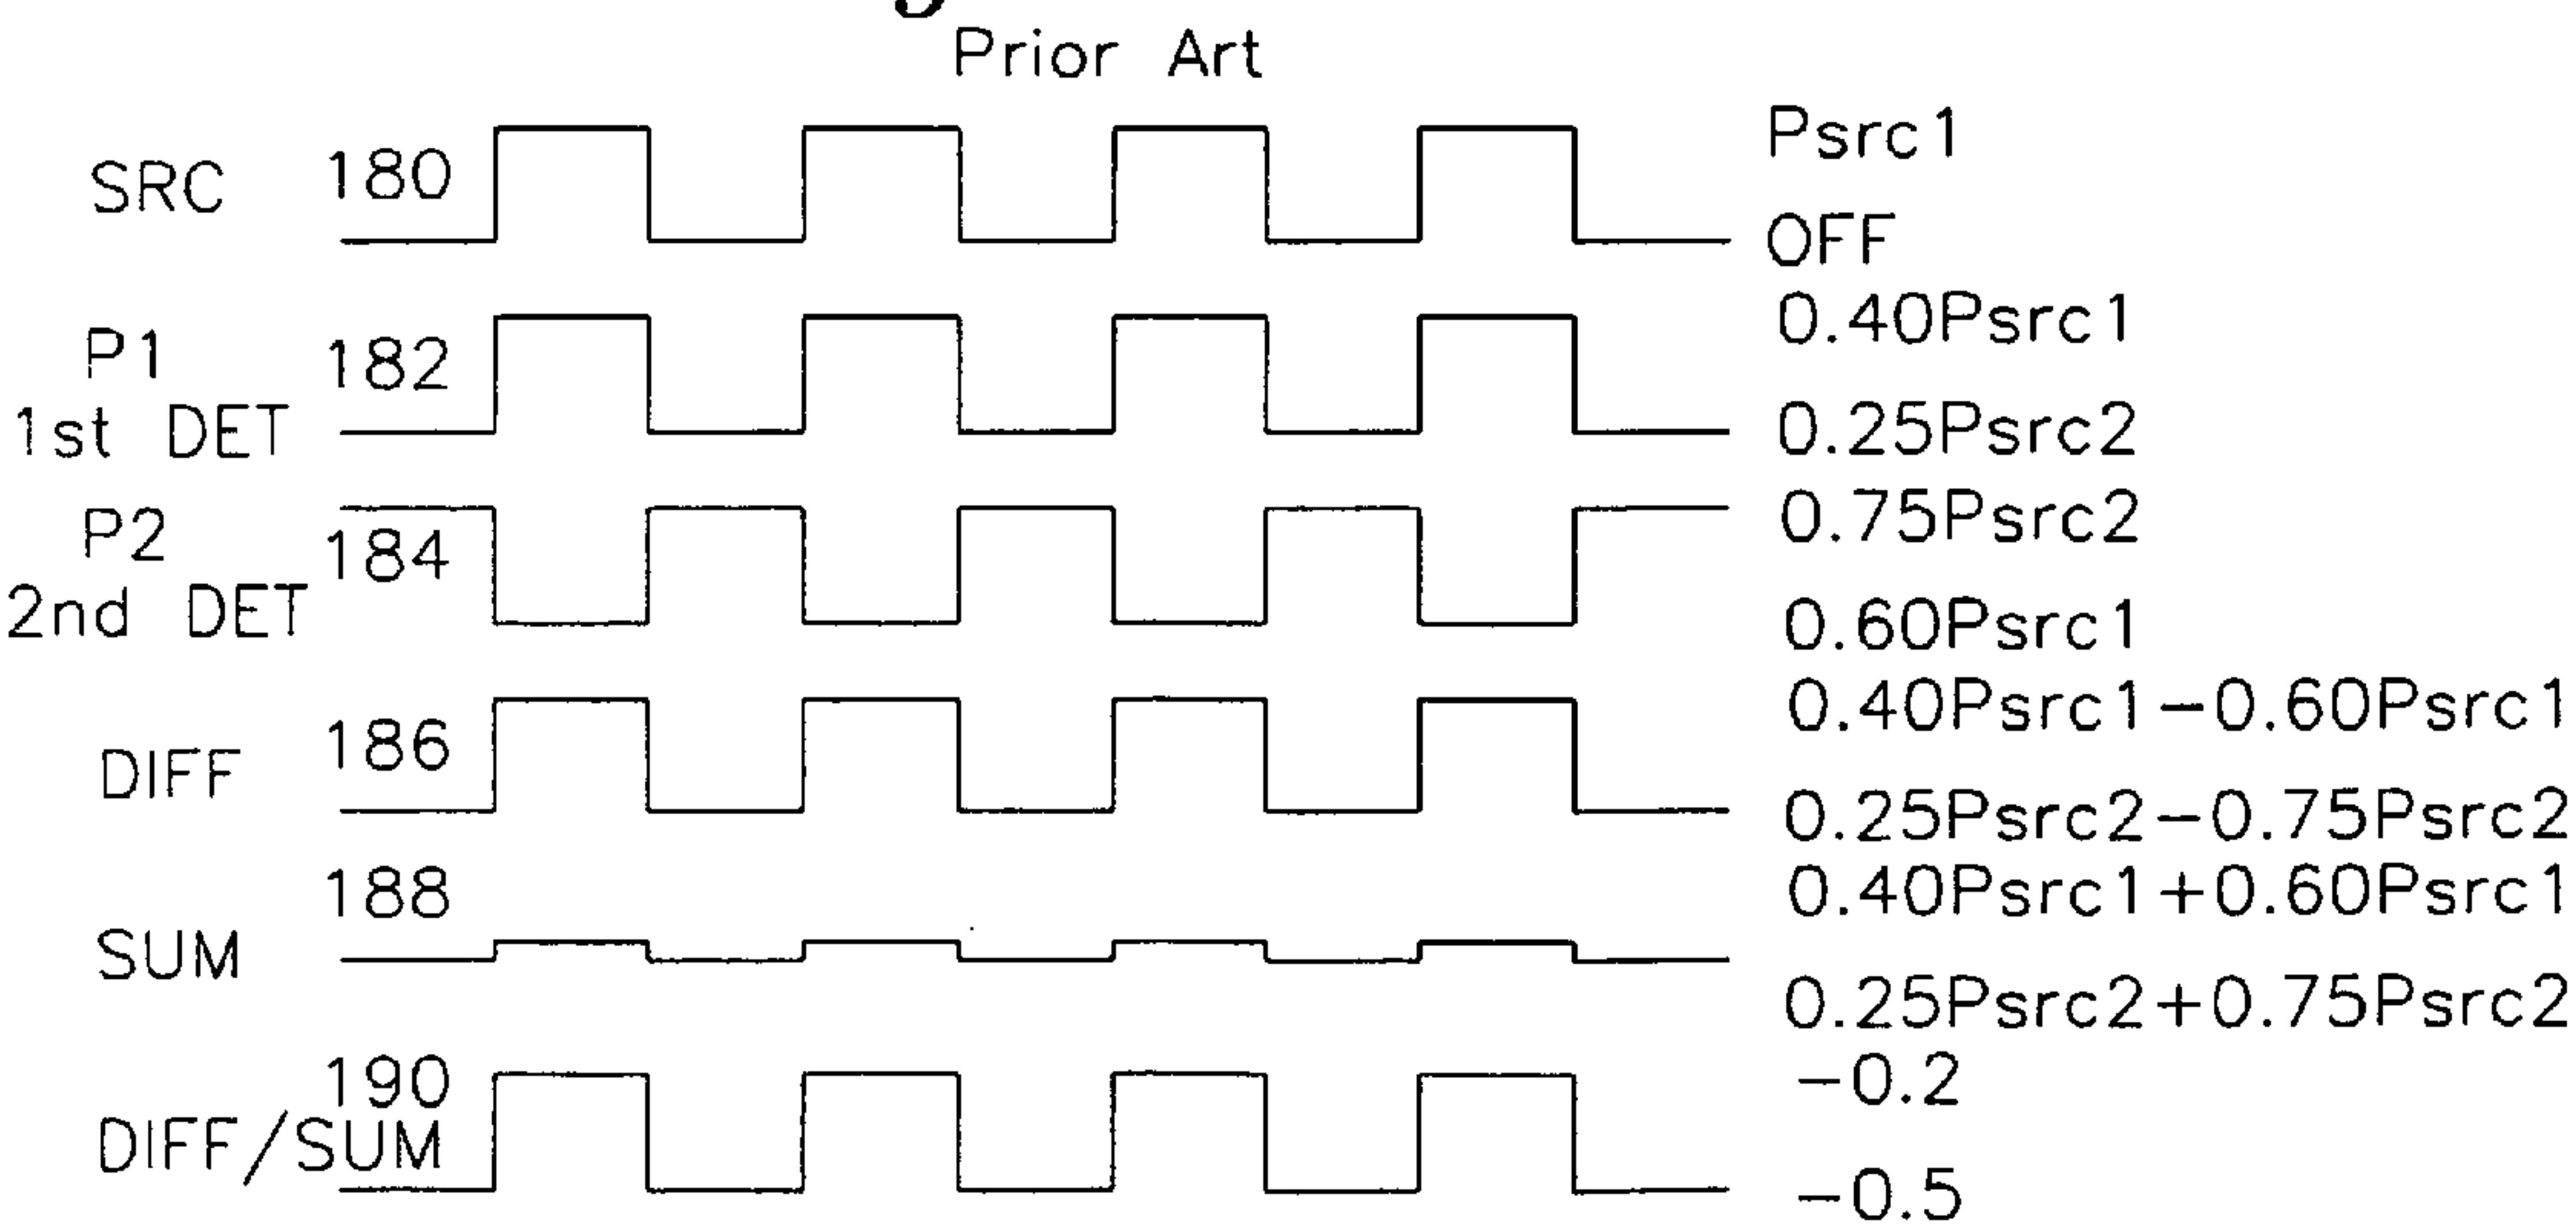 Prior Art
SRC 180 Psrc1
OFF
P1 182 0.40Psrc1
1st DET 0.25Psrc2
P2 184 0.75Psrc2
2nd DET 0.60Psrc1
DIFF 186 0.40Psrc1-0.60Psrc1
0.25Psrc2-0.75Psrc2
188 0.40Psrc1+0.60Psrc1
SUM
0.25Psrc2+0.75Psrc2
190 -0.2
DIFF/SUM
-0.5